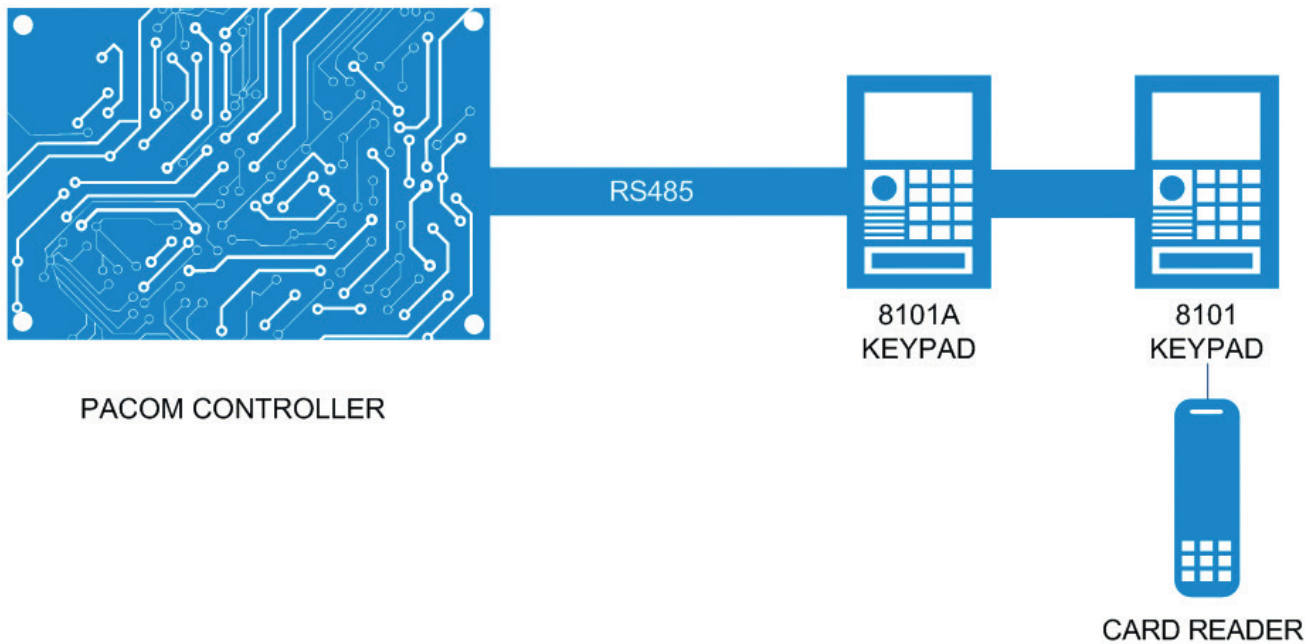 RS485
8101A
KEYPAD
8101
KEYPAD
PACOM CONTROLLER
CARD READER